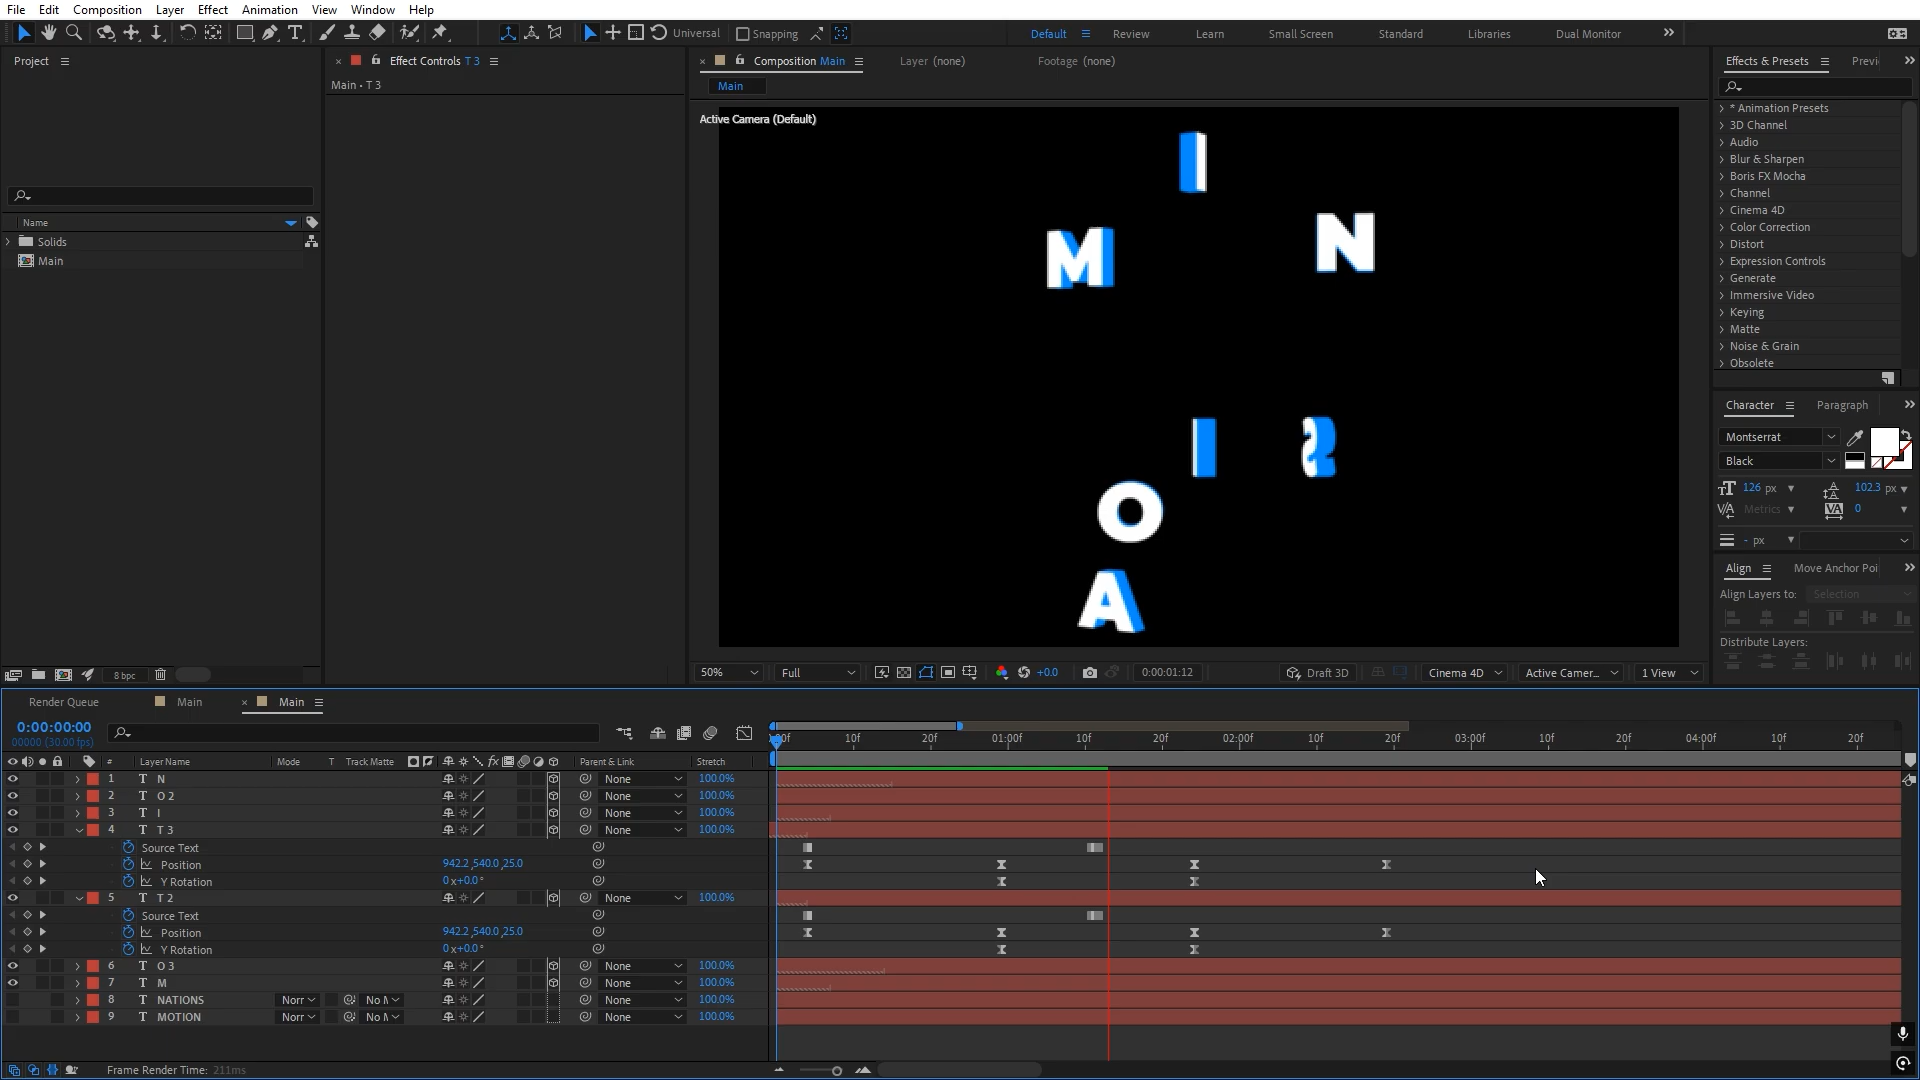 File Edit Composition Layer Effect Animation View Window Help
Universal Snapping Default Review Learn Small Screen Standard Libraries Dual Monitor
Project
Effect Controls T 3
Main • T 3
Composition Main Layer (none) Footage (none)
Main
Effects & Presets Previ
Active Camera (Default)
I
M N
I S
O
A
Name
Solids
Main
* Animation Presets
3D Channel
Audio
Blur & Sharpen
Boris FX Mocha
Channel
Cinema 4D
Color Correction
Distort
Expression Controls
Generate
Immersive Video
Keying
Matte
Noise & Grain
Obsolete
Character Paragraph
Montserrat
Black
126 px 102.3 px
Metrics 0
- px
Align Move Anchor Poi
Align Layers to: Selection
Distribute Layers:
8 bpc
50% Full +0.0 0:00:01:12 Draft 3D Cinema 4D Active Camer... 1 View
Render Queue Main Main
0:00:00:00
00000 (30.00 fps)
:00f 10f 20f 01:00f 10f 20f 02:00f 10f 20f 03:00f 10f 20f 04:00f 10f 20f
# Layer Name Mode T Track Matte Parent & Link Stretch
1 T N None 100.0%
2 T O 2 None 100.0%
3 T I None 100.0%
4 T T 3 None 100.0%
Source Text
Position 942.2,540.0,25.0
Y Rotation 0x+0.0°
5 T T 2 None 100.0%
Source Text
Position 942.2,540.0,25.0
Y Rotation 0x+0.0°
6 T O 3 None 100.0%
7 T M None 100.0%
8 T NATIONS Norr No M None 100.0%
9 T MOTION Norr No M None 100.0%
Frame Render Time: 211ms